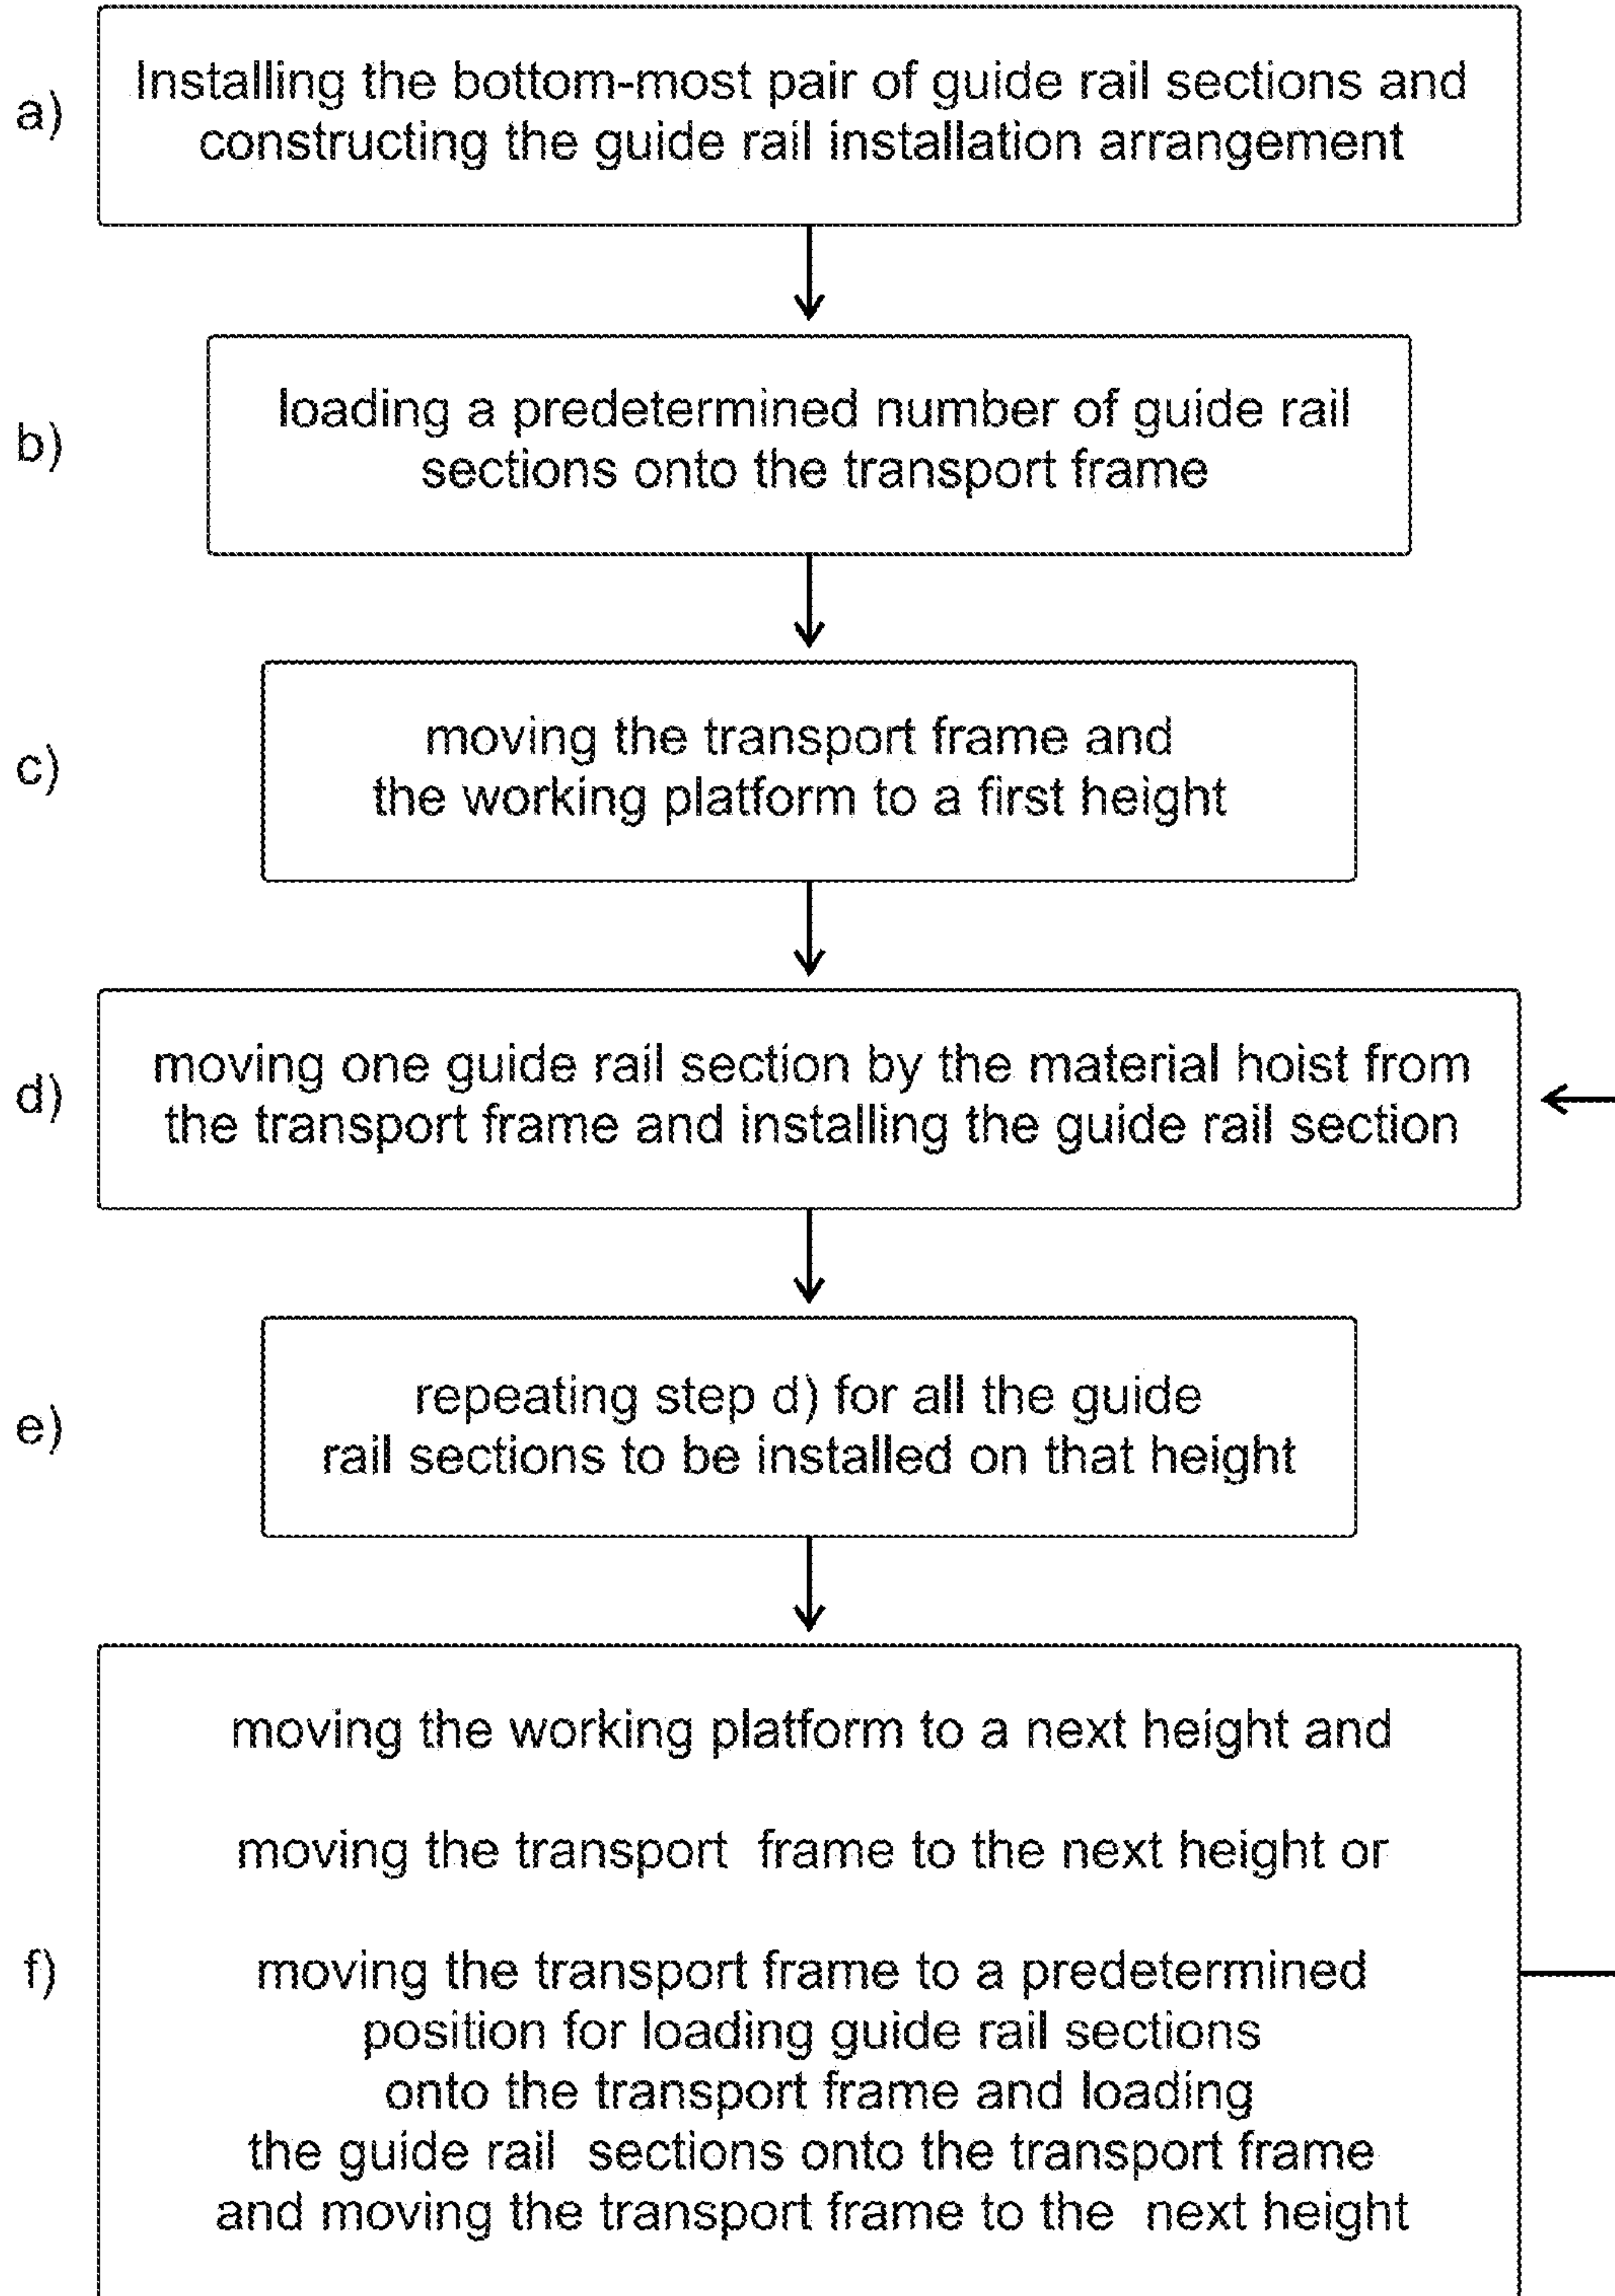 a)
Installing the bottom-most pair of guide rail sections and
constructing the guide rail installation arrangement
b)
loading a predetermined number of guide rail
sections onto the transport frame
c)
moving the transport frame and
the working platform to a first height
d)
moving one guide rail section by the material hoist from
the transport frame and installing the guide rail section
e)
repeating step d) for all the guide
rail sections to be installed on that height
f)
moving the working platform to a next height and
moving the transport frame to the next height or
moving the transport frame to a predetermined
position for loading guide rail sections
onto the transport frame and loading
the guide rail sections onto the transport frame
and moving the transport frame to the next height